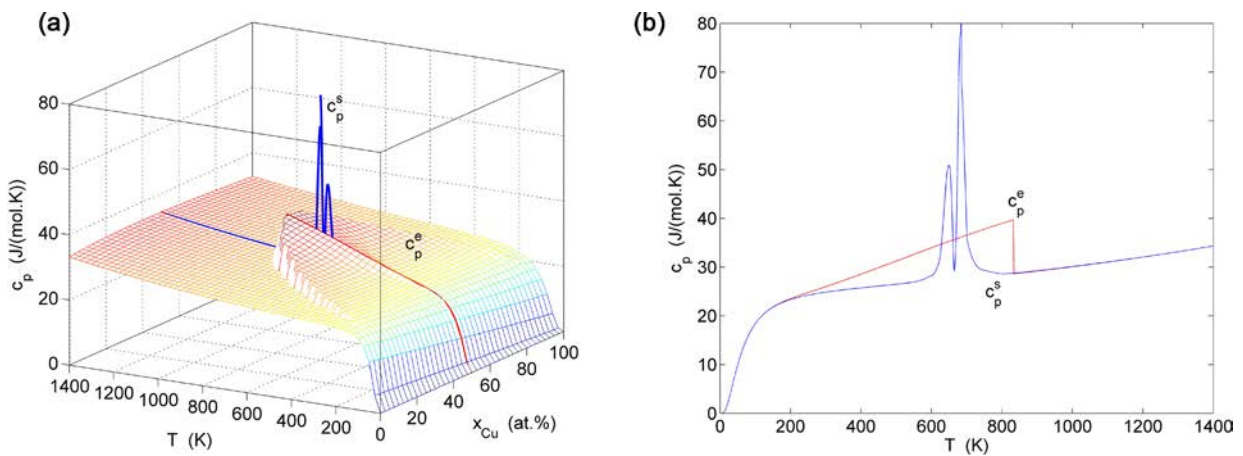 (a)
80
60
40
20
0
c_p (J/(mol.K))
1400 1200 1000 800 600 400 200 0
T (K)
20 40 60 80 100
x_Cu (at.%)
c_p^s
c_p^e
(b)
80
70
60
50
40
30
20
10
0
c_p (J/(mol.K))
0 200 400 600 800 1000 1200 1400
T (K)
c_p^e
c_p^s